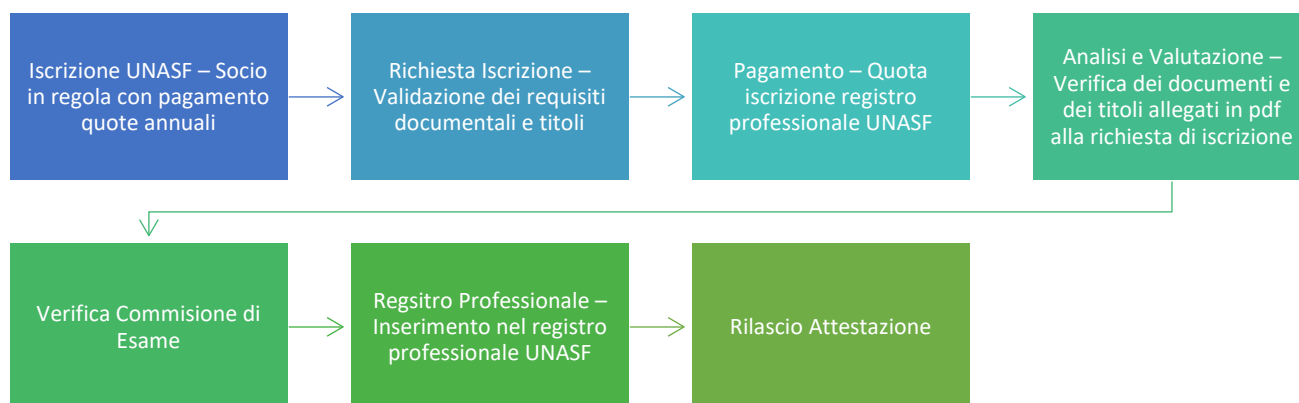 Iscrizione UNASF – Socio
in regola con pagamento
quote annuali
Richiesta Iscrizione –
Validazione dei requisiti
documentali e titoli
Pagamento – Quota
iscrizione registro
professionale UNASF
Analisi e Valutazione –
Verifica dei documenti e
dei titoli allegati in pdf
alla richiesta di iscrizione
Verifica Commisione di
Esame
Regsitro Professionale –
Inserimento nel registro
professionale UNASF
Rilascio Attestazione